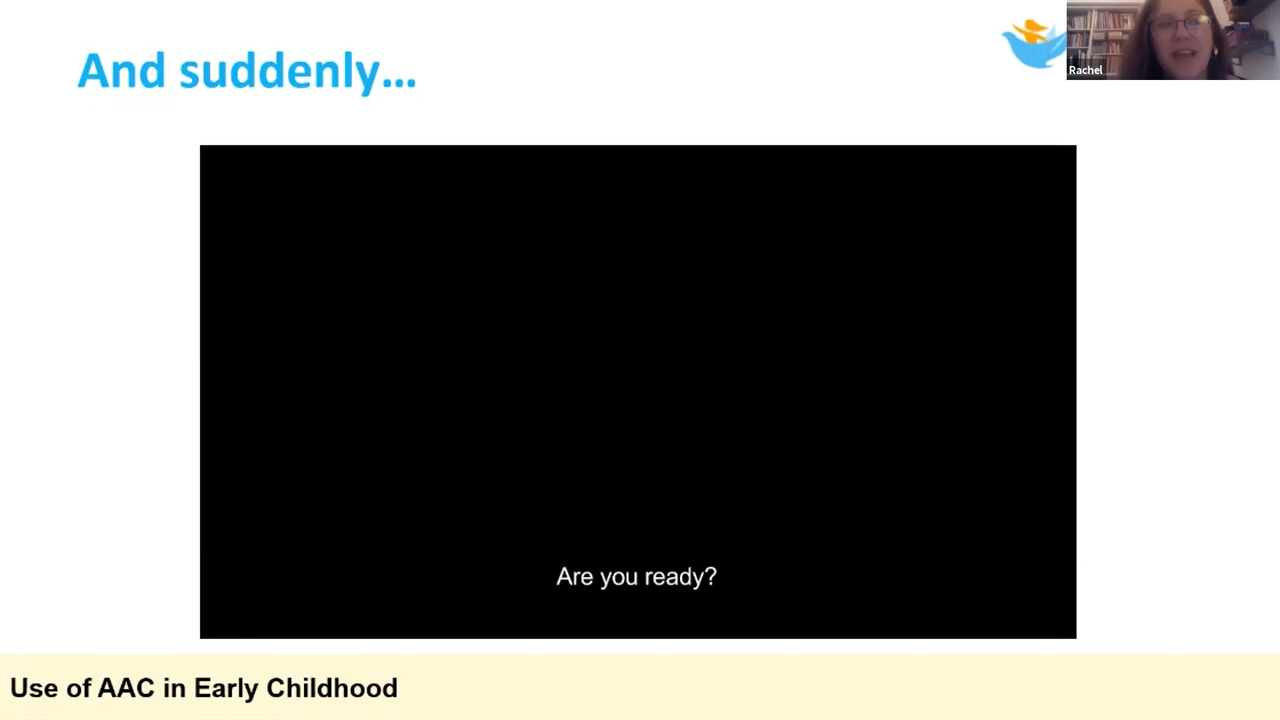 And suddenly...
Rachel
Are you ready?
Use of AAC in Early Childhood